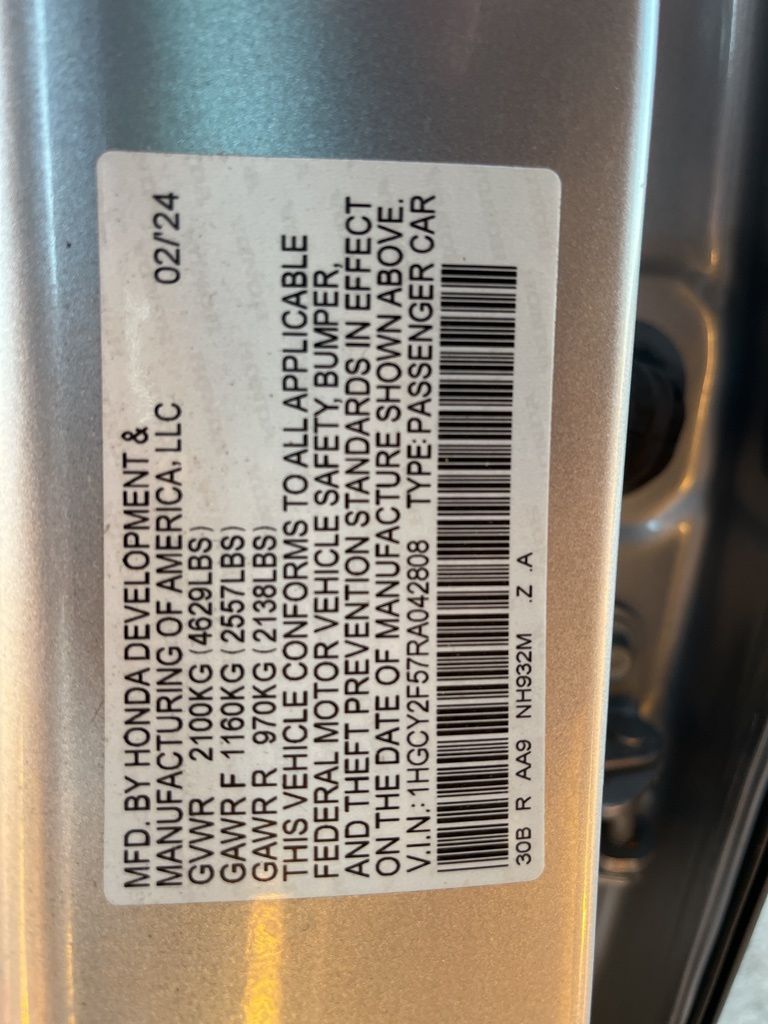 MFD. BY HONDA DEVELOPMENT &
MANUFACTURING OF AMERICA, LLC 02/'24
GVWR 2100KG (4629LBS)
GAWR F 1160KG (2557LBS)
GAWR R 970KG (2138LBS)
THIS VEHICLE CONFORMS TO ALL APPLICABLE
FEDERAL MOTOR VEHICLE SAFETY, BUMPER,
AND THEFT PREVENTION STANDARDS IN EFFECT
ON THE DATE OF MANUFACTURE SHOWN ABOVE.
V.I.N.: 1HGCY2F57RA042808 TYPE: PASSENGER CAR
30B R AA9 NH932M .Z .A